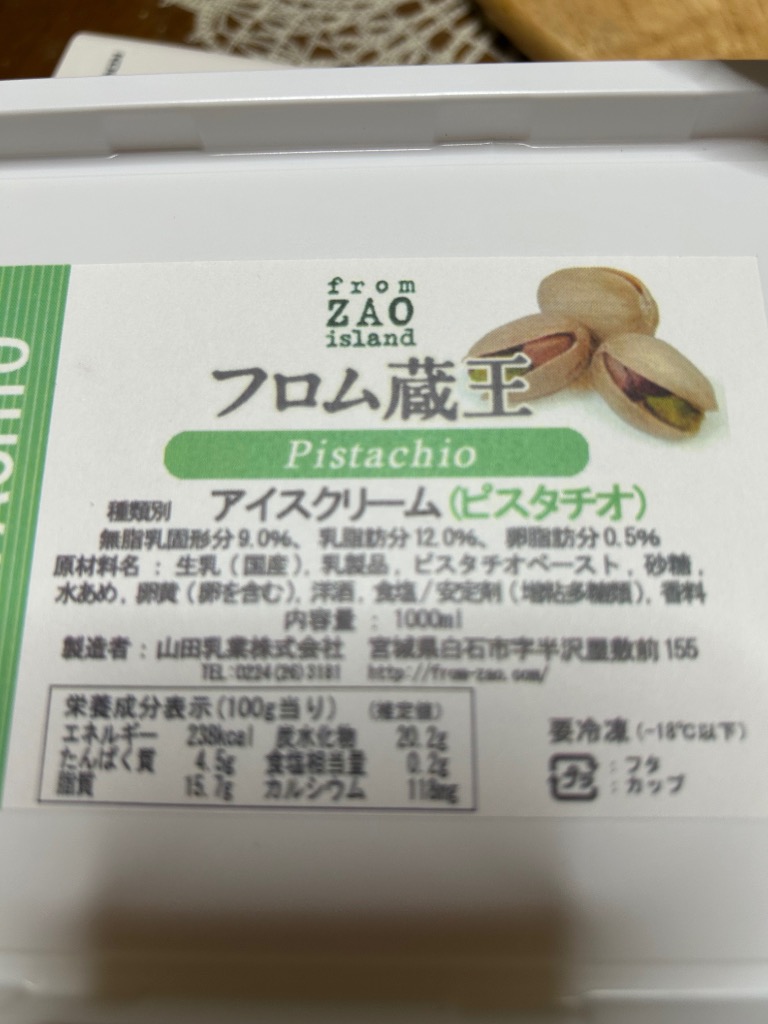 from
ZAO
island
フロム蔵王
Pistachio
種類別 アイスクリーム(ピスタチオ)
無脂乳固形分9.0%、乳脂肪分12.0%、卵脂肪分0.5%
原材料名：生乳(国産)、乳製品、ピスタチオペースト、砂糖、
水あめ、卵黄(卵を含む)、洋酒、食塩/安定剤(増粘多糖類)、香料
内容量：1000ml
製造者：山田乳業株式会社 宮城県白石市字半沢屋敷前155
TEL:0224(26)3181 http://from-zao.com/
栄養成分表示(100g当り) (推定値)
エネルギー 238kcal 炭水化物 20.2g
たんぱく質 4.5g 食塩相当量 0.2g
脂質 15.7g カルシウム 118mg
要冷凍(-18℃以下)
プラ：フタ
：カップ